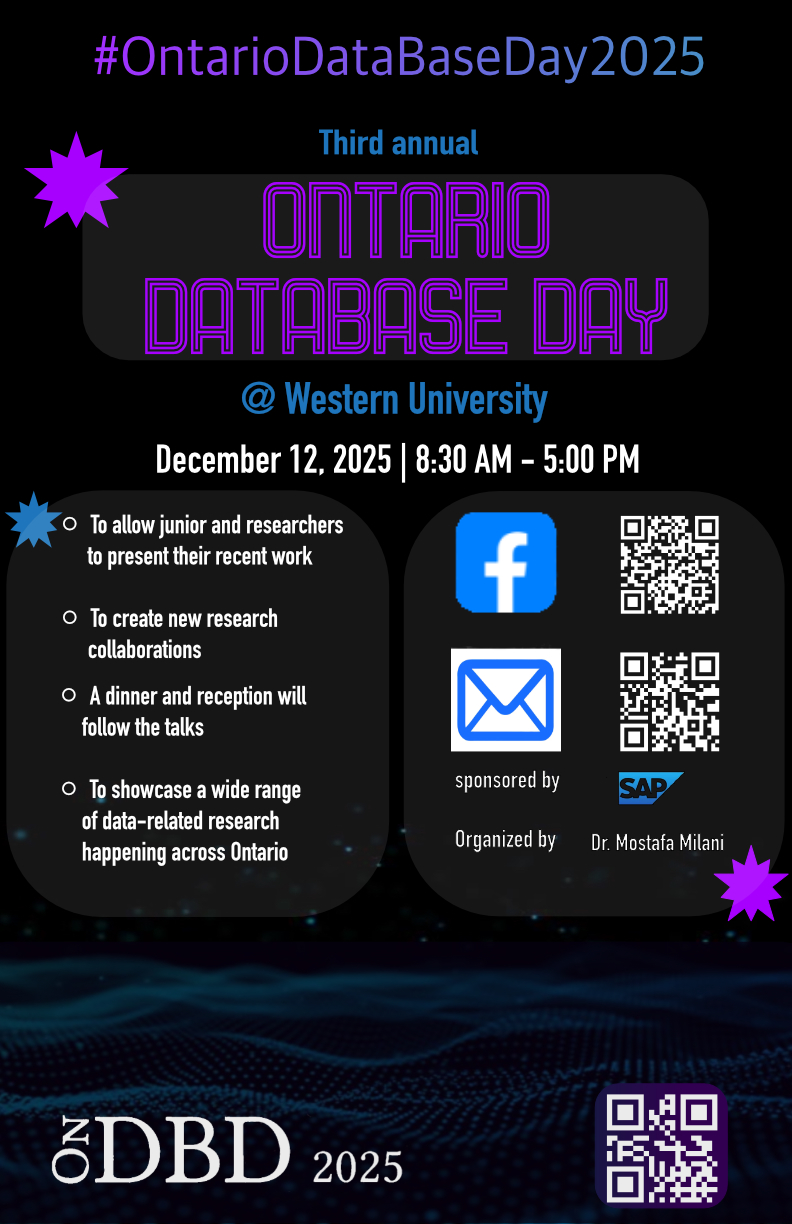 #OntarioDataBaseDay2025
Third annual
ONTARIO
DATABASE DAY
@ Western University
December 12, 2025 | 8:30 AM - 5:00 PM
To allow junior and researchers
to present their recent work
To create new research
collaborations
A dinner and reception will
follow the talks
To showcase a wide range
of data-related research
happening across Ontario
sponsored by SAP
Organized by Dr. Mostafa Milani
ON DBD 2025